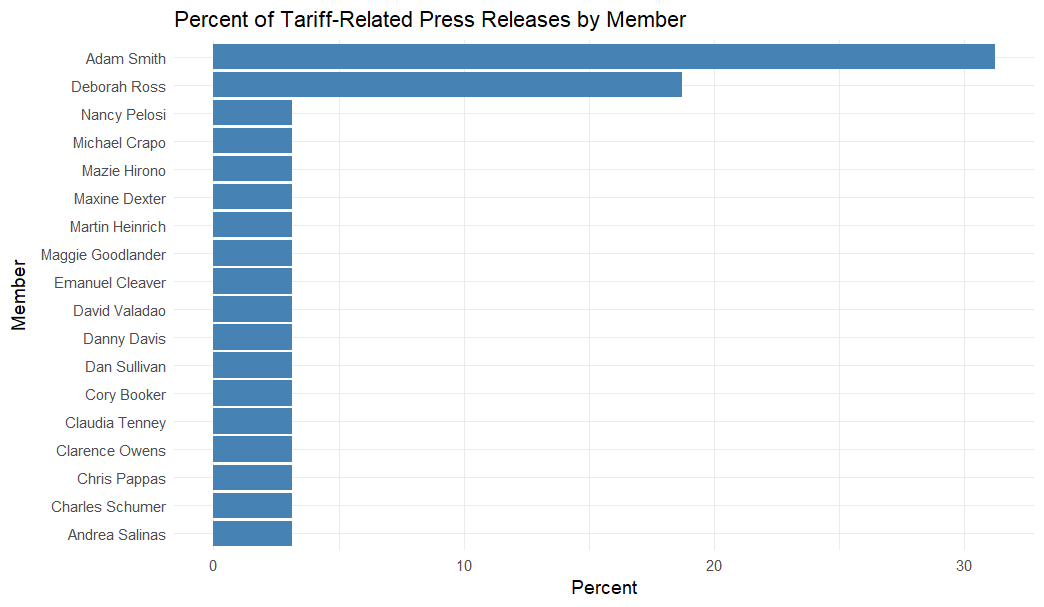 Percent of Tariff-Related Press Releases by Member
Member
Adam Smith
Deborah Ross
Nancy Pelosi
Michael Crapo
Mazie Hirono
Maxine Dexter
Martin Heinrich
Maggie Goodlander
Emanuel Cleaver
David Valadao
Danny Davis
Dan Sullivan
Cory Booker
Claudia Tenney
Clarence Owens
Chris Pappas
Charles Schumer
Andrea Salinas
0 10 20 30
Percent